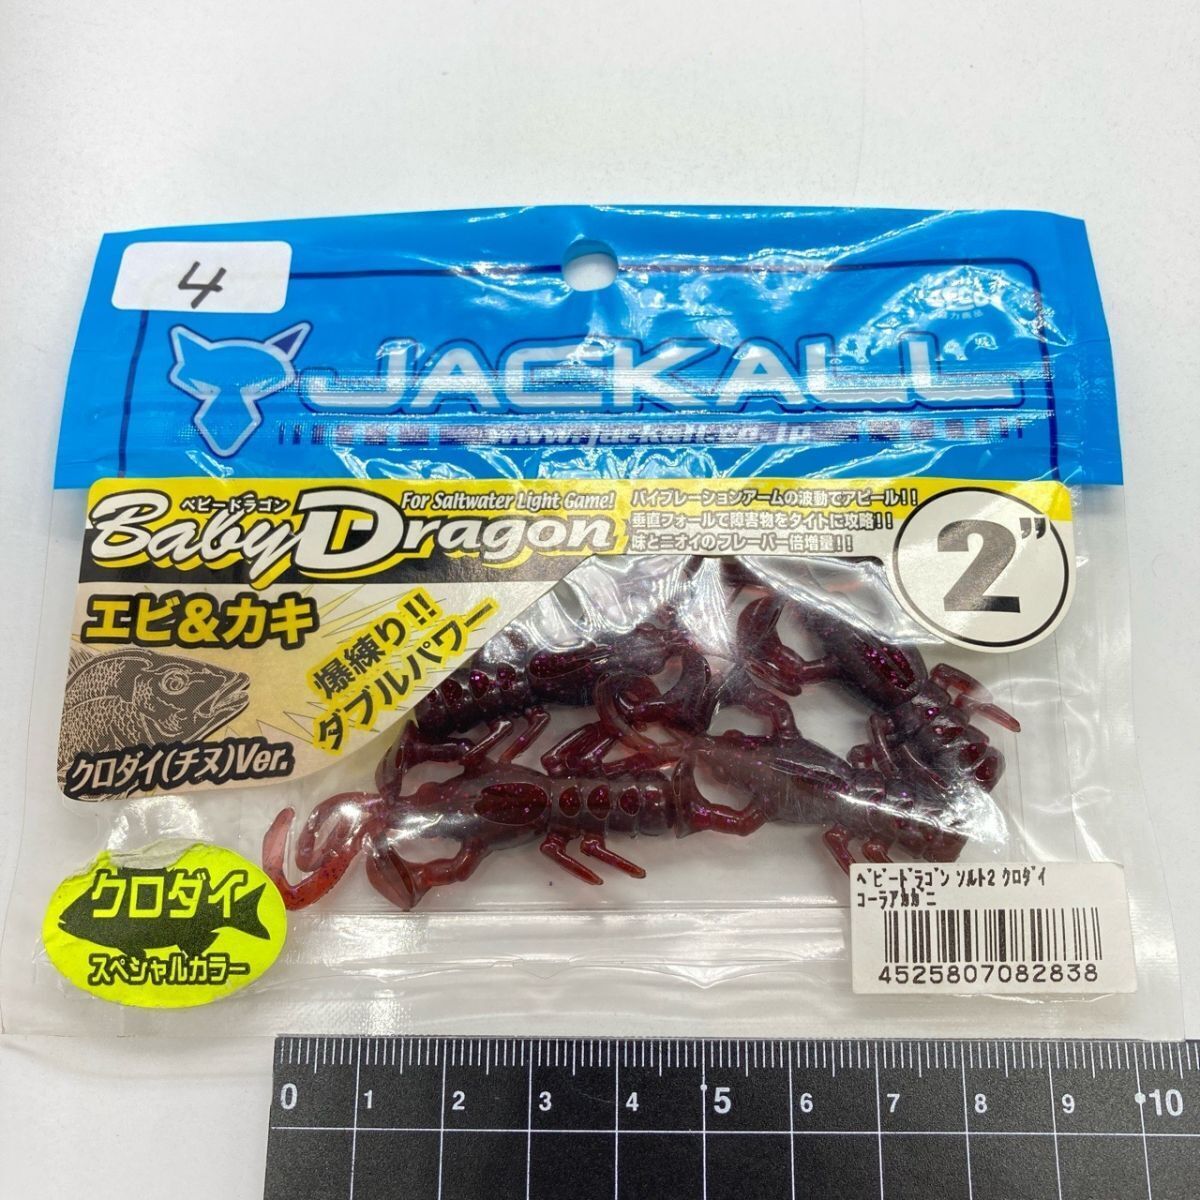 4
JACKALL
www.jackall.co.jp
ベビードラゴン
Baby Dragon
For Saltwater Light Game!
バイブレーションアームの波動でアピール!!
垂直フォールで障害物をタイトに攻略!!
味とニオイのフレーバー倍増量!!
2"
エビ&カキ
爆練り!!
ダブルパワー
クロダイ(チヌ)Ver.
クロダイ
スペシャルカラー
ベビードラゴン ソルト2 クロダイ
コーラアカガニ
4525807082838
0 1 2 3 4 5 6 7 8 9 10